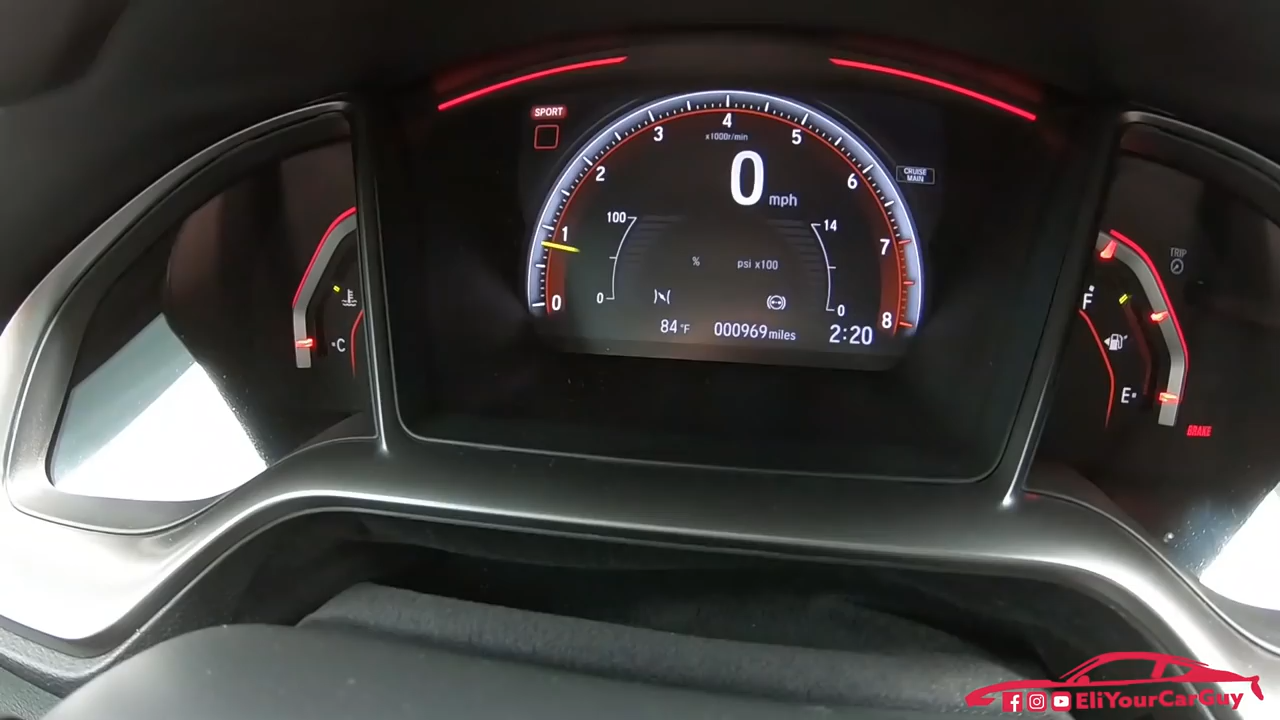 SPORT
0
1
2
3
4
5
6
7
8
x1000r/min
CRUISE
MAIN
0 mph
100
0
%
psi x100
14
0
84°F
000969 miles
2:20
C
TRIP
F
E
BRAKE
EliYourCarGuy